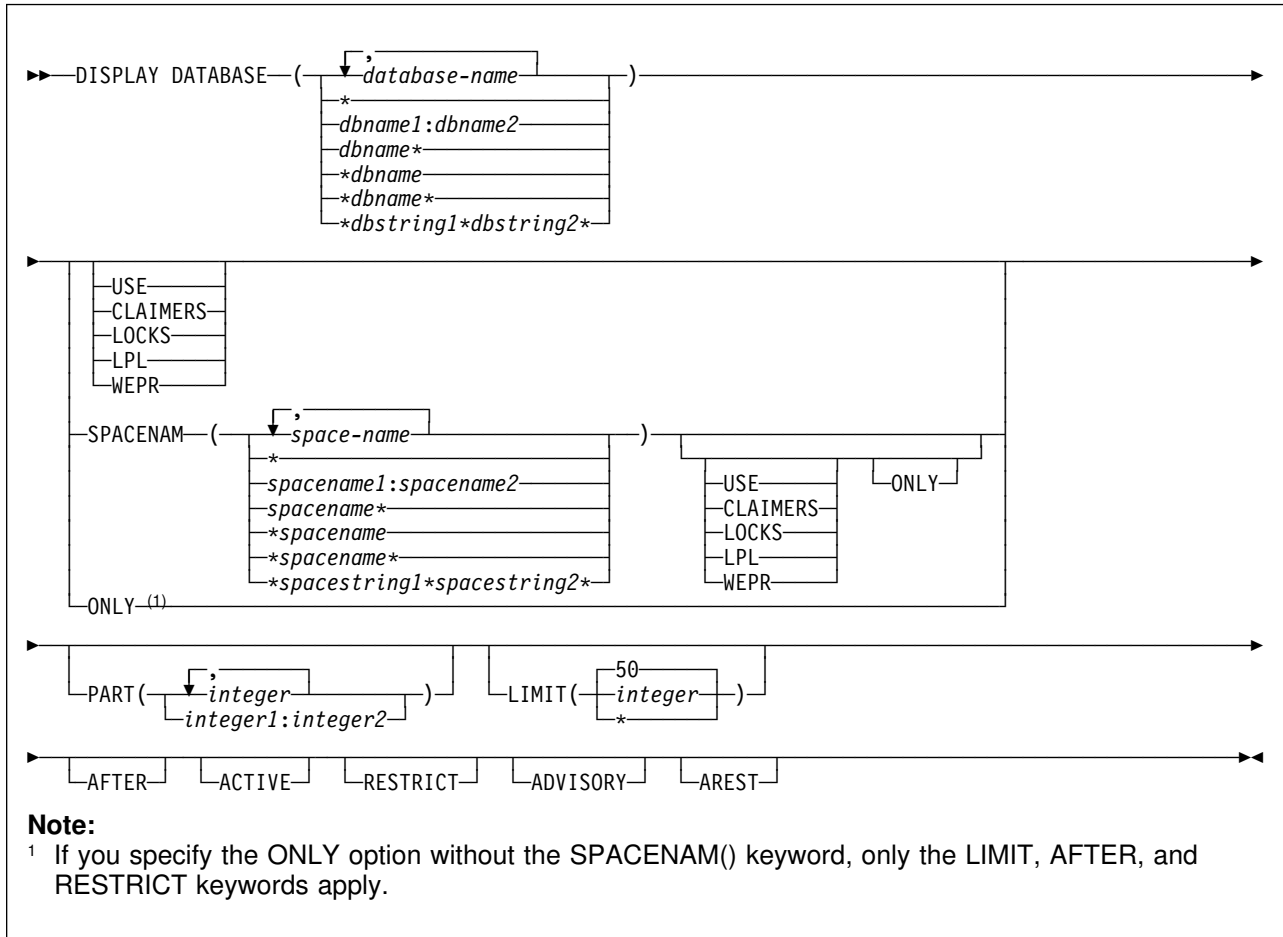 ,
DISPLAY DATABASE ( database-name )
*
dbname1:dbname2
dbname*
*dbname
*dbname*
*dbstring1*dbstring2*
USE
CLAIMERS
LOCKS
LPL
WEPR
,
SPACENAM ( space-name )
*
spacename1:spacename2 USE ONLY
spacename* CLAIMERS
*spacename LOCKS
*spacename* LPL
*spacestring1*spacestring2* WEPR
ONLY (1)
, 50
PART( integer ) LIMIT( integer )
integer1:integer2 *
AFTER ACTIVE RESTRICT ADVISORY AREST
Note:
1 If you specify the ONLY option without the SPACENAM() keyword, only the LIMIT, AFTER, and
RESTRICT keywords apply.